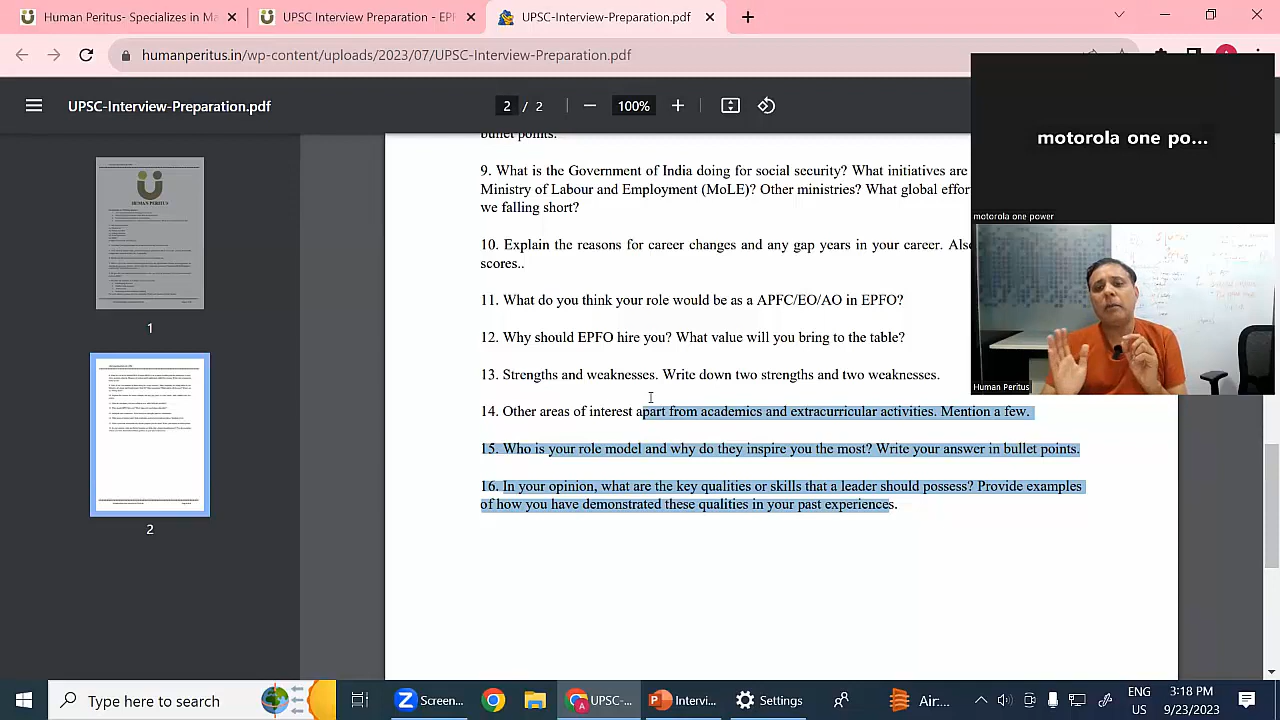 Human Peritus - Specializes in Ma
UPSC Interview Preparation - EPF
UPSC-Interview-Preparation.pdf
humanperitus.in/wp-content/uploads/2023/07/UPSC-Interview-Preparation.pdf
UPSC-Interview-Preparation.pdf
2 / 2
100%
motorola one po...
motorola one power
Human Peritus
HUMAN PERITUS
1
2
bullet points.
9. What is the Government of India doing for social security? What initiatives are
Ministry of Labour and Employment (MoLE)? Other ministries? What global effor
we falling short?
10. Explain the reasons for career changes and any gap years in your career. Also
scores.
11. What do you think your role would be as a APFC/EO/AO in EPFO?
12. Why should EPFO hire you? What value will you bring to the table?
13. Strengths and weaknesses. Write down two strengths and two weaknesses.
14. Other areas of interest apart from academics and extracurricular activities. Mention a few.
15. Who is your role model and why do they inspire you the most? Write your answer in bullet points.
16. In your opinion, what are the key qualities or skills that a leader should possess? Provide examples
of how you have demonstrated these qualities in your past experiences.
Type here to search
Screen...
UPSC-...
Intervi...
Settings
Air...
ENG
US
3:18 PM
9/23/2023